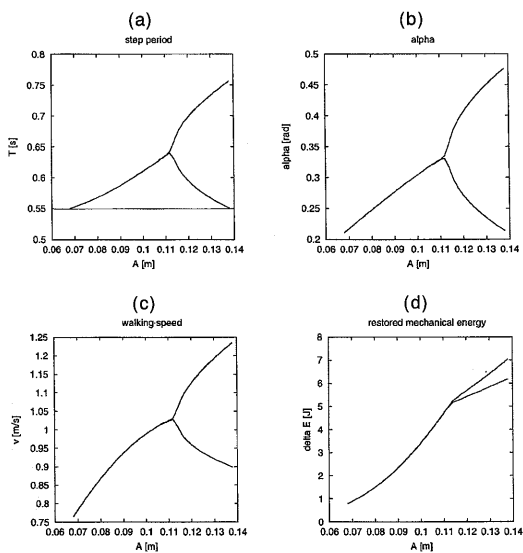 (a)
step period
0.8
0.75
0.7
0.65
0.6
0.55
0.5
T [s]
0.06 0.07 0.08 0.09 0.1 0.11 0.12 0.13 0.14
A [m]
(b)
alpha
0.5
0.45
0.4
0.35
0.3
0.25
0.2
alpha [rad]
0.06 0.07 0.08 0.09 0.1 0.11 0.12 0.13 0.14
A [m]
(c)
walking-speed
1.25
1.2
1.15
1.1
1.05
1
0.95
0.9
0.85
0.8
0.75
v [m/s]
0.06 0.07 0.08 0.09 0.1 0.11 0.12 0.13 0.14
A [m]
(d)
restored mechanical energy
8
7
6
5
4
3
2
1
0
delta E [J]
0.06 0.07 0.08 0.09 0.1 0.11 0.12 0.13 0.14
A [m]